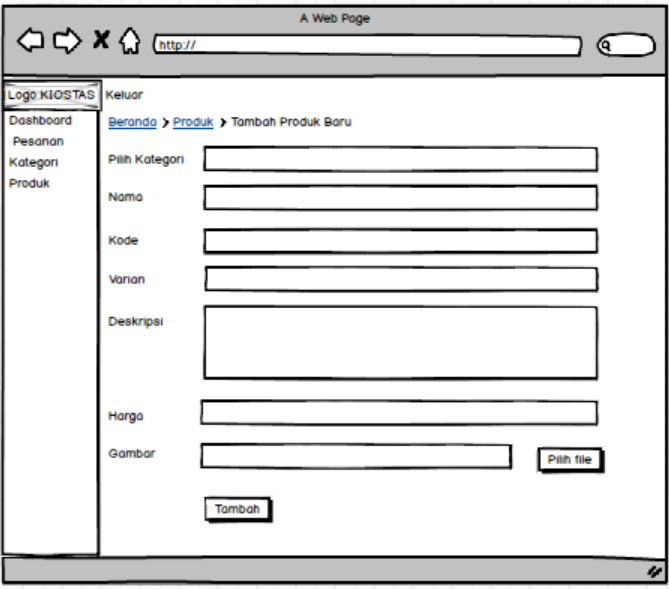 A Web Page
http://
Logo KIOSTAS
Keluar
Dashboard
Pesanan
Kategori
Produk
Beranda > Produk > Tambah Produk Baru
Pilih Kategori
Nama
Kode
Varian
Deskripsi
Harga
Gambar
Pilih file
Tambah